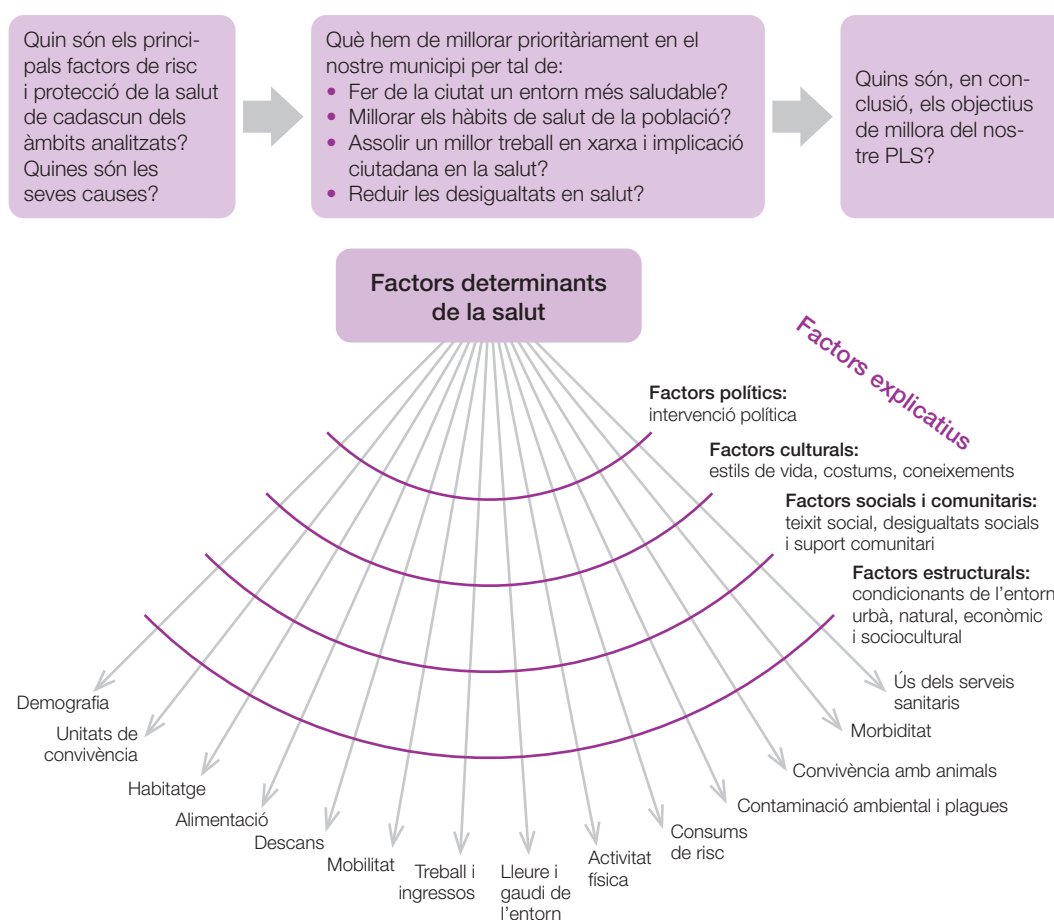 Quin són els princi-
pals factors de risc
i protecció de la salut
de cadascun dels
àmbits analitzats?
Quines són les
seves causes?
Què hem de millorar prioritàriament en el
nostre municipi per tal de:
• Fer de la ciutat un entorn més saludable?
• Millorar els hàbits de salut de la població?
• Assolir un millor treball en xarxa i implicació
ciutadana en la salut?
• Reduir les desigualtats en salut?
Quins són, en con-
clusió, els objectius
de millora del nos-
tre PLS?
Factors determinants
de la salut
Factors explicatius
Factors polítics:
intervenció política
Factors culturals:
estils de vida, costums, coneixements
Factors socials i comunitaris:
teixit social, desigualtats socials
i suport comunitari
Factors estructurals:
condicionants de l’entorn
urbà, natural, econòmic
i sociocultural
Demografia
Unitats de
convivència
Habitatge
Alimentació
Descans
Mobilitat
Treball i
ingressos
Lleure i
gaudi de
l’entorn
Activitat
física
Consums
de risc
Contaminació ambiental i plagues
Convivència amb animals
Morbiditat
Ús dels serveis
sanitaris